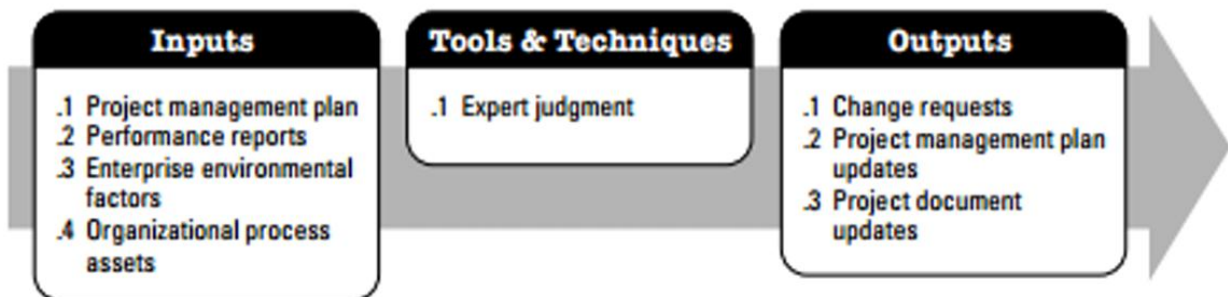 Inputs
.1 Project management plan
.2 Performance reports
.3 Enterprise environmental
factors
.4 Organizational process
assets
Tools & Techniques
.1 Expert judgment
Outputs
.1 Change requests
.2 Project management plan
updates
.3 Project document
updates